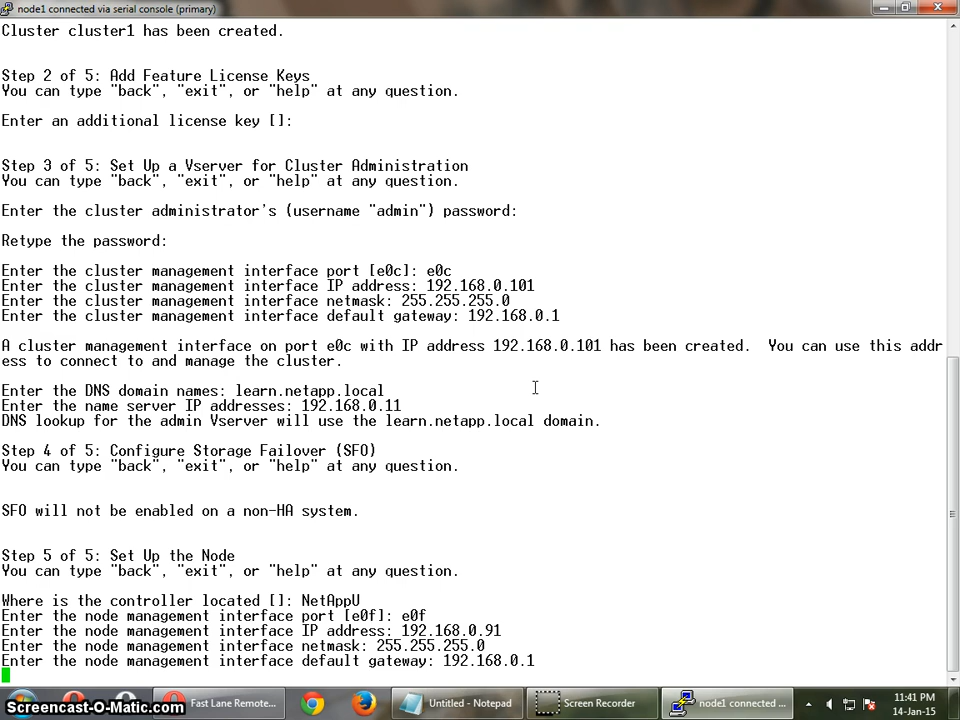 node1 connected via serial console (primary)
Cluster cluster1 has been created.
Step 2 of 5: Add Feature License Keys
You can type "back", "exit", or "help" at any question.
Enter an additional license key []:
Step 3 of 5: Set Up a Vserver for Cluster Administration
You can type "back", "exit", or "help" at any question.
Enter the cluster administrator's (username "admin") password:
Retype the password:
Enter the cluster management interface port [e0c]: e0c
Enter the cluster management interface IP address: 192.168.0.101
Enter the cluster management interface netmask: 255.255.255.0
Enter the cluster management interface default gateway: 192.168.0.1
A cluster management interface on port e0c with IP address 192.168.0.101 has been created.  You can use this addr
ess to connect to and manage the cluster.
Enter the DNS domain names: learn.netapp.local
Enter the name server IP addresses: 192.168.0.11
DNS lookup for the admin Vserver will use the learn.netapp.local domain.
Step 4 of 5: Configure Storage Failover (SFO)
You can type "back", "exit", or "help" at any question.
SFO will not be enabled on a non-HA system.
Step 5 of 5: Set Up the Node
You can type "back", "exit", or "help" at any question.
Where is the controller located []: NetAppU
Enter the node management interface port [e0f]: e0f
Enter the node management interface IP address: 192.168.0.91
Enter the node management interface netmask: 255.255.255.0
Enter the node management interface default gateway: 192.168.0.1
Fast Lane Remote...
Untitled - Notepad
Screen Recorder
node1 connected ...
11:41 PM
14-Jan-15
Screencast-O-Matic.com